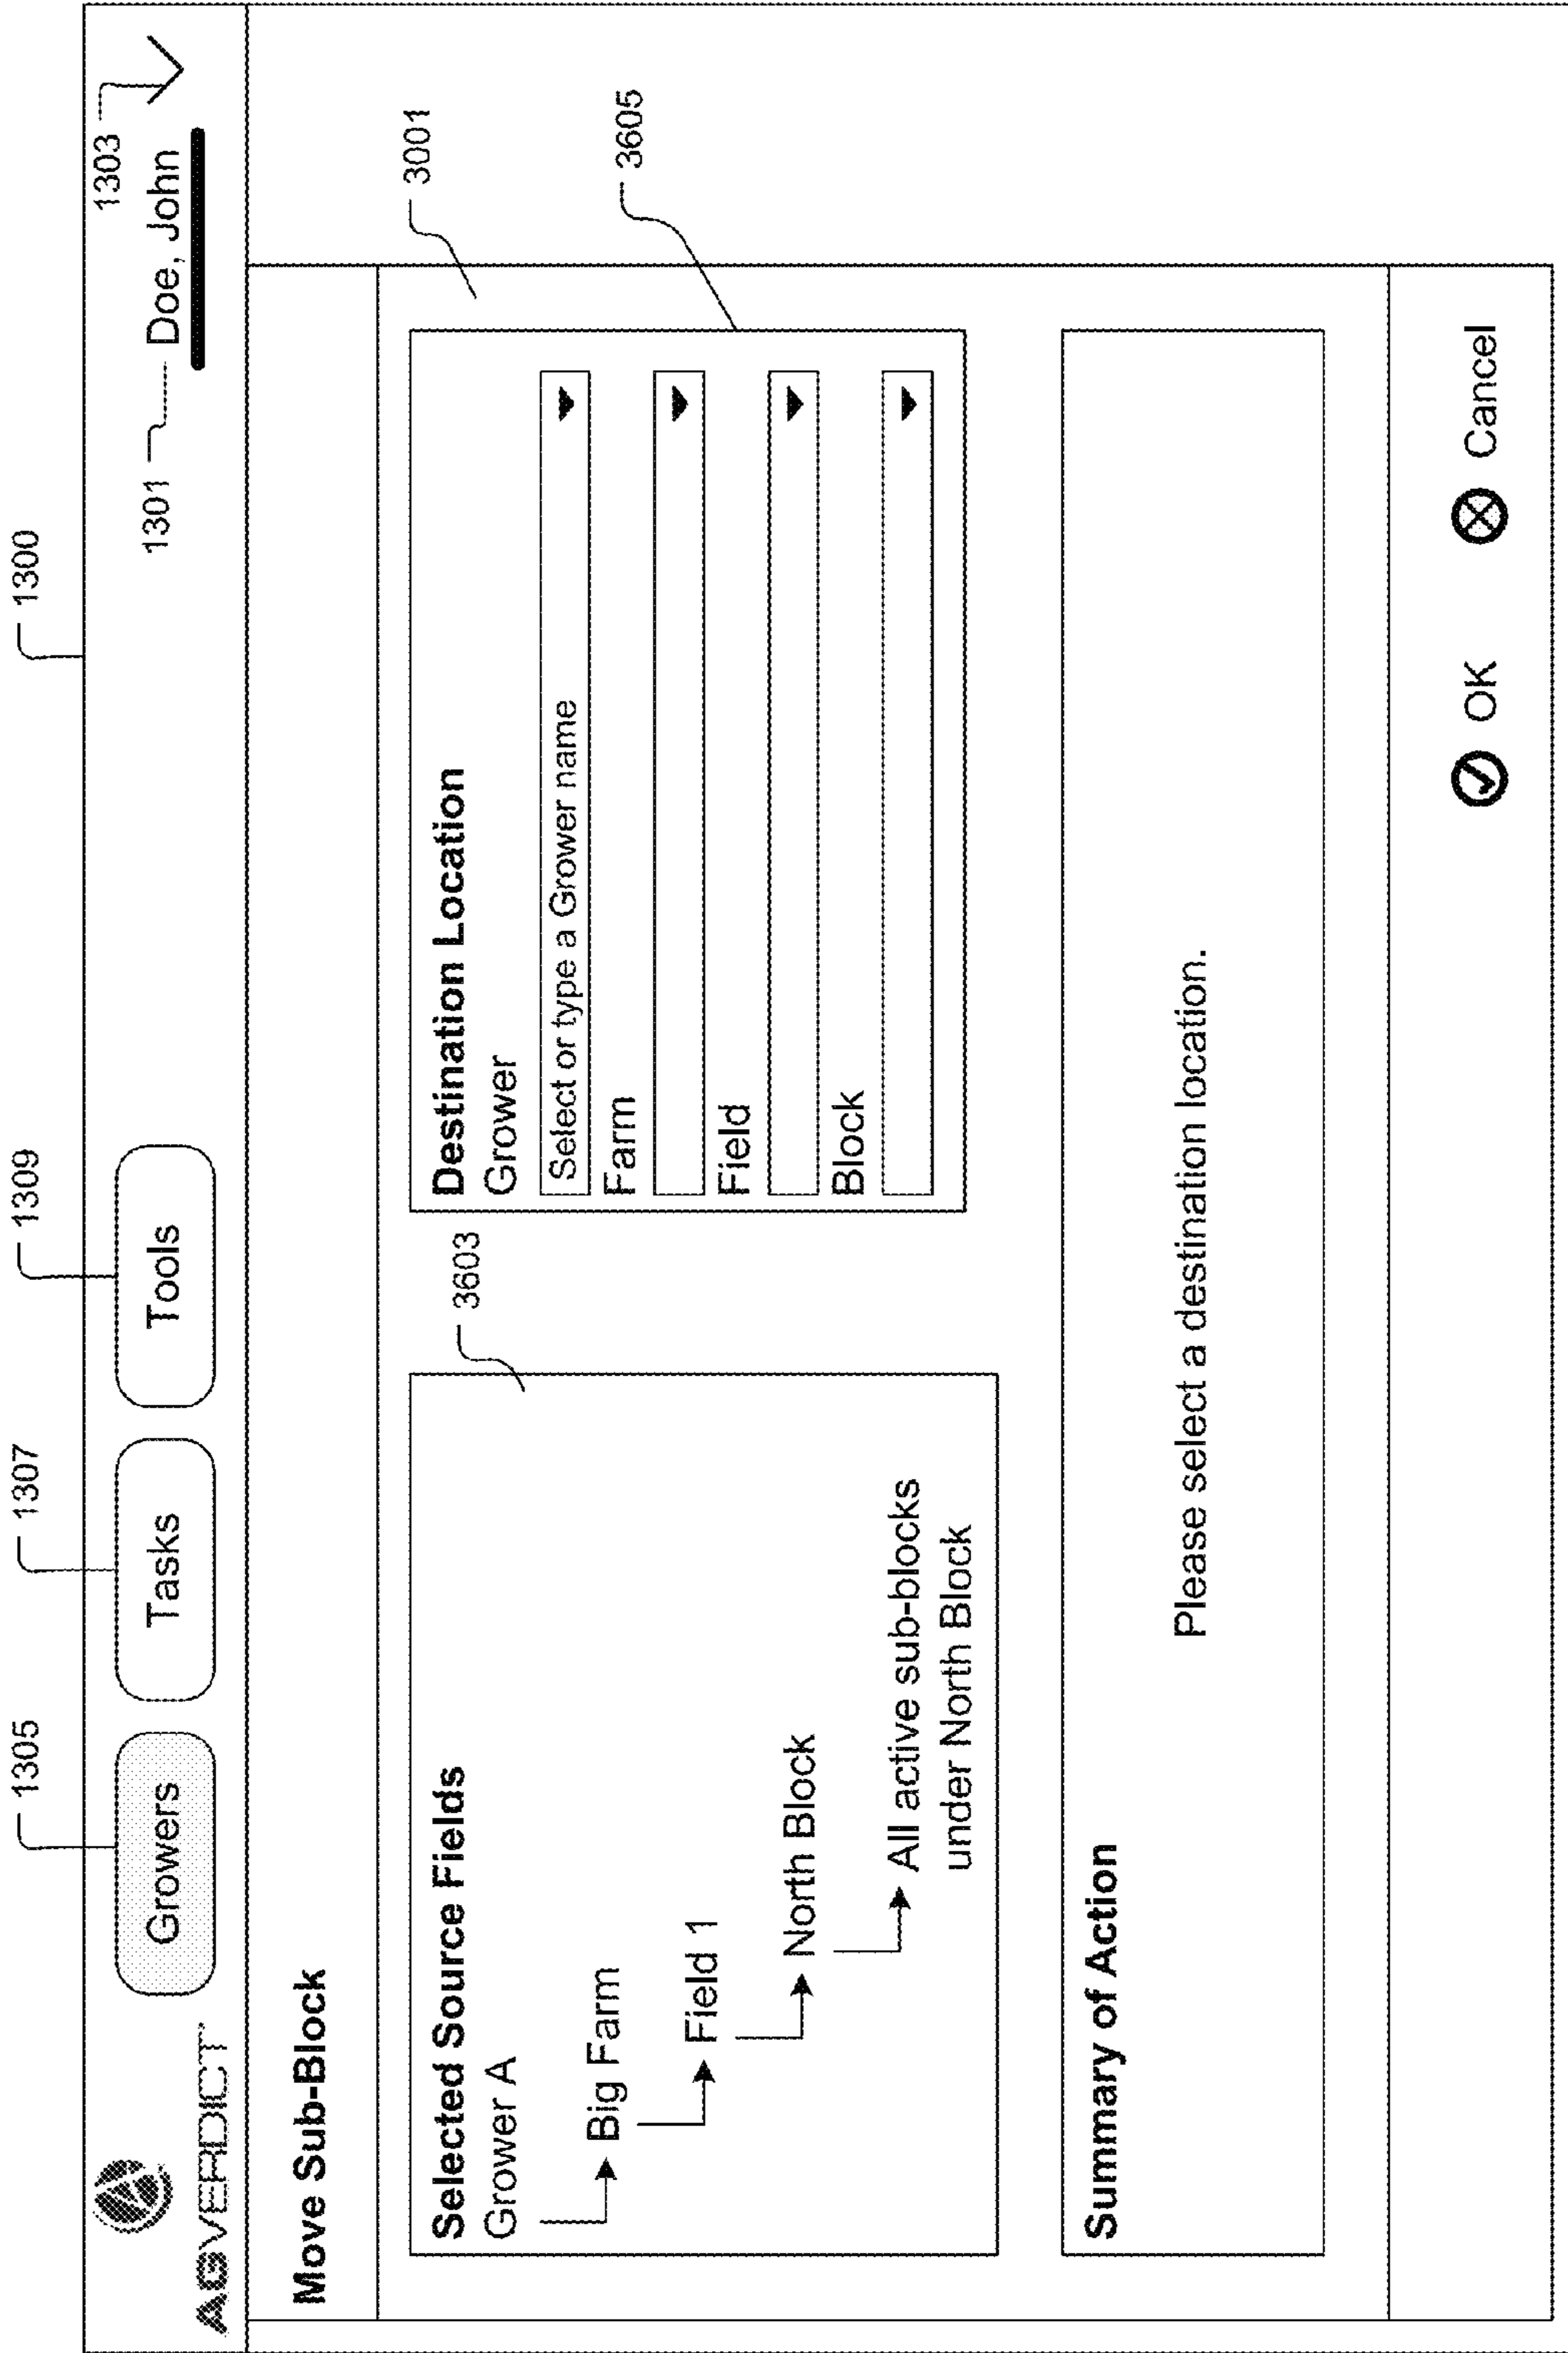 1300
1305
1307
1309
1303
AGVERDICT
Growers
Tasks
Tools
1301
Doe, John
Move Sub-Block
3001
Selected Source Fields
Grower A
Big Farm
Field 1
North Block
All active sub-blocks
under North Block
3603
Destination Location
Grower
Select or type a Grower name
Farm
Field
Block
3605
Summary of Action
Please select a destination location.
OK
Cancel